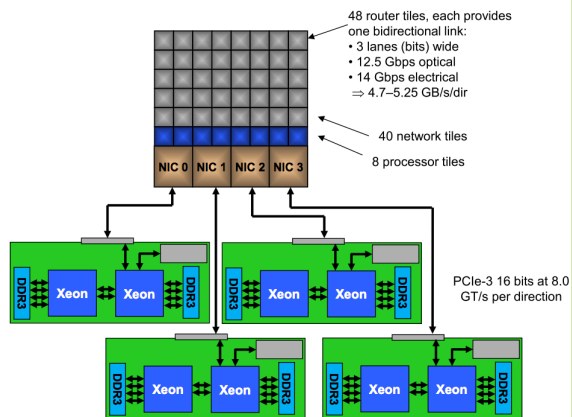 48 router tiles, each provides
one bidirectional link:
• 3 lanes (bits) wide
• 12.5 Gbps optical
• 14 Gbps electrical
⇒ 4.7–5.25 GB/s/dir
40 network tiles
8 processor tiles
NIC 0 NIC 1 NIC 2 NIC 3
DDR3 Xeon Xeon DDR3
DDR3 Xeon Xeon DDR3
PCIe-3 16 bits at 8.0
GT/s per direction
DDR3 Xeon Xeon DDR3
DDR3 Xeon Xeon DDR3